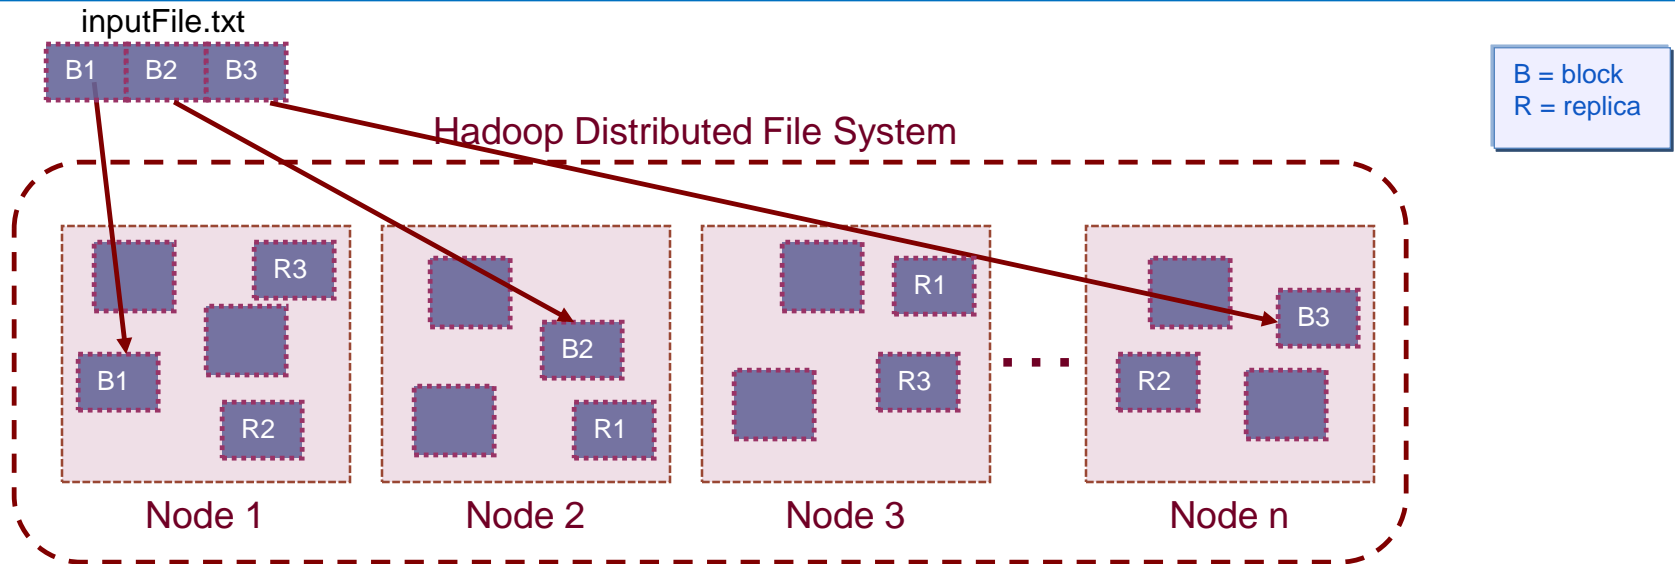 inputFile.txt
B1 B2 B3
B = block
R = replica
Hadoop Distributed File System
R3
B1
R2
B2
R1
R1
R3
...
B3
R2
Node 1
Node 2
Node 3
Node n